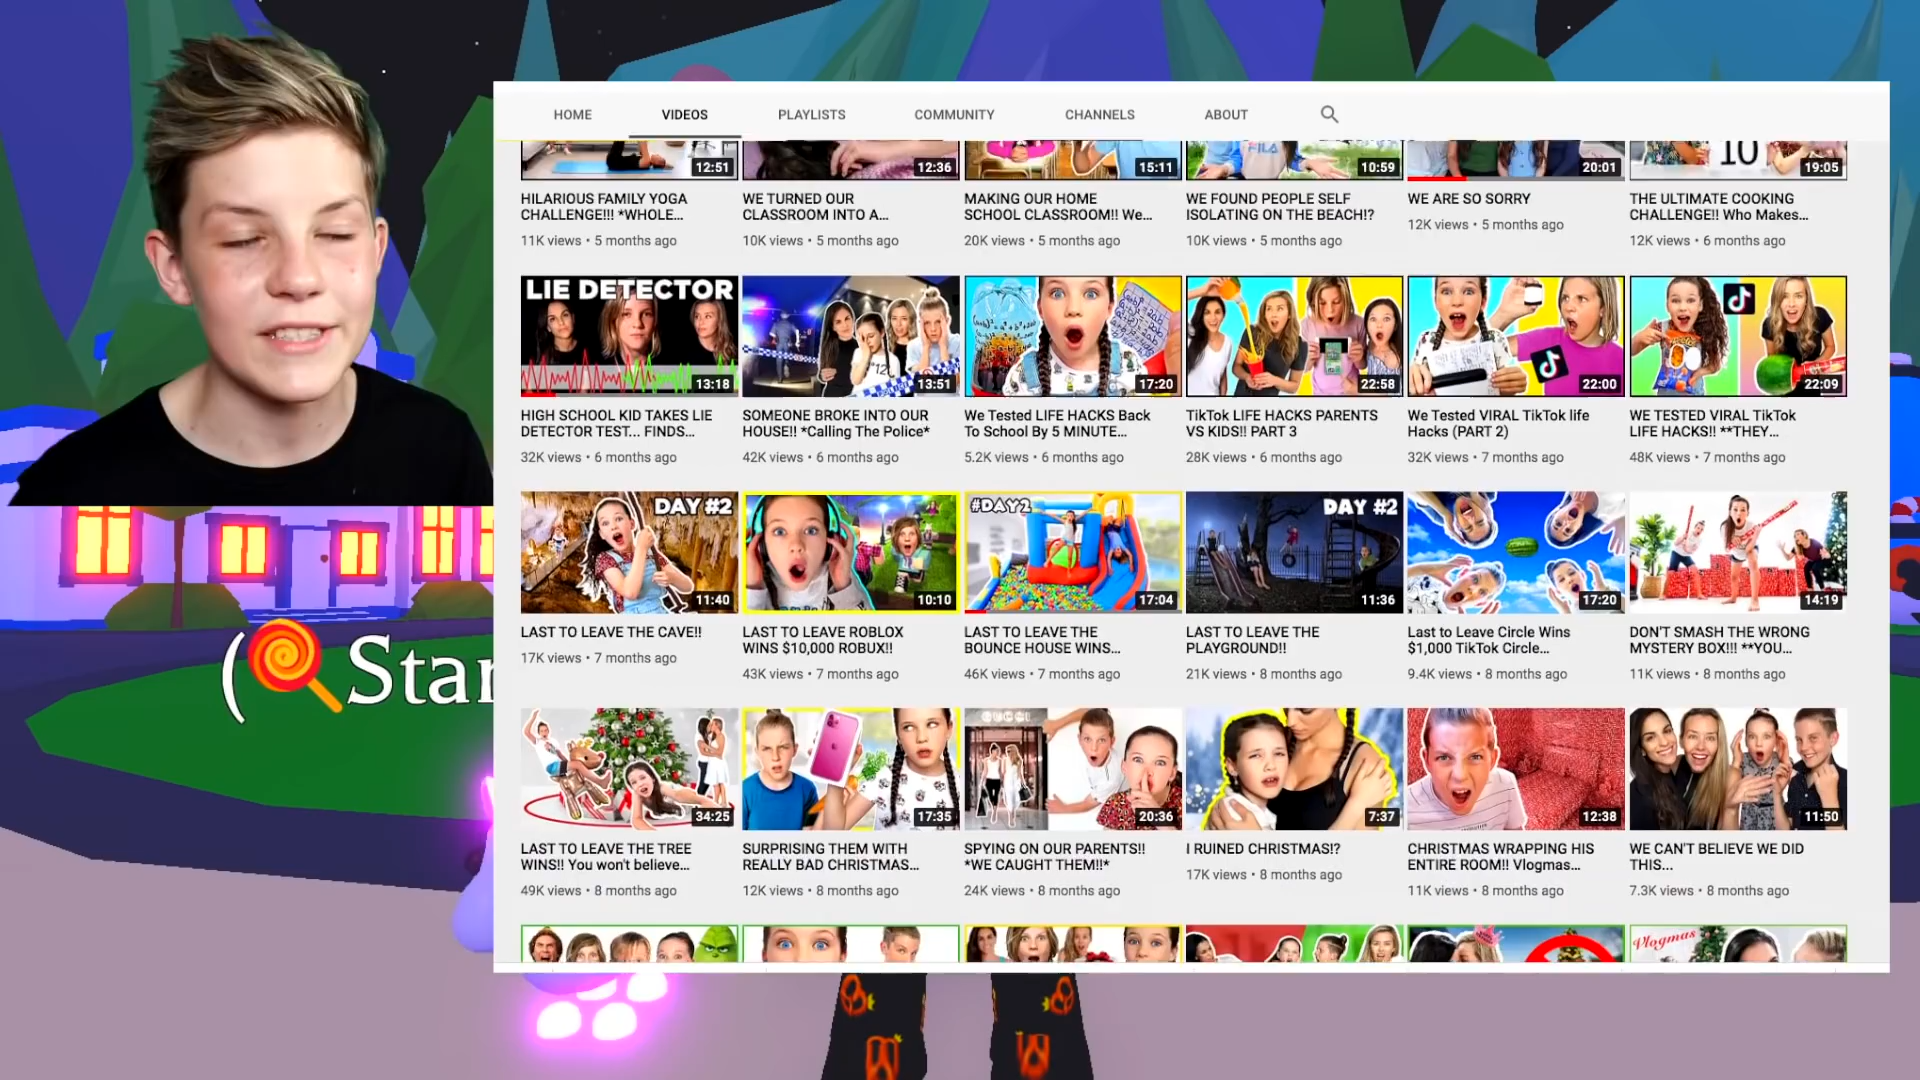 HOME VIDEOS PLAYLISTS COMMUNITY CHANNELS ABOUT
FILA
10
12:51 12:36 15:11 10:59 20:01 19:05
HILARIOUS FAMILY YOGA
CHALLENGE!!! *WHOLE...
11K views • 5 months ago
WE TURNED OUR
CLASSROOM INTO A...
10K views • 5 months ago
MAKING OUR HOME
SCHOOL CLASSROOM!! We...
20K views • 5 months ago
WE FOUND PEOPLE SELF
ISOLATING ON THE BEACH!?
10K views • 5 months ago
WE ARE SO SORRY
12K views • 5 months ago
THE ULTIMATE COOKING
CHALLENGE!! Who Makes...
12K views • 6 months ago
LIE DETECTOR
13:18 13:51 17:20 22:58 22:00 22:09
HIGH SCHOOL KID TAKES LIE
DETECTOR TEST... FINDS...
32K views • 6 months ago
SOMEONE BROKE INTO OUR
HOUSE!! *Calling The Police*
42K views • 6 months ago
We Tested LIFE HACKS Back
To School By 5 MINUTE...
5.2K views • 6 months ago
TikTok LIFE HACKS PARENTS
VS KIDS!! PART 3
28K views • 6 months ago
We Tested VIRAL TikTok life
Hacks (PART 2)
32K views • 7 months ago
WE TESTED VIRAL TikTok
LIFE HACKS!! **THEY...
48K views • 7 months ago
DAY #2
#DAY2
DAY #2
11:40 10:10 17:04 11:36 17:20 14:19
LAST TO LEAVE THE CAVE!!
17K views • 7 months ago
LAST TO LEAVE ROBLOX
WINS $10,000 ROBUX!!
43K views • 7 months ago
LAST TO LEAVE THE
BOUNCE HOUSE WINS...
46K views • 7 months ago
LAST TO LEAVE THE
PLAYGROUND!!
21K views • 8 months ago
Last to Leave Circle Wins
$1,000 TikTok Circle...
9.4K views • 8 months ago
DON'T SMASH THE WRONG
MYSTERY BOX!!! **YOU...
11K views • 8 months ago
(🍭Star
34:25 17:35 20:36 7:37 12:38 11:50
LAST TO LEAVE THE TREE
WINS!! You won't believe...
49K views • 8 months ago
SURPRISING THEM WITH
REALLY BAD CHRISTMAS...
12K views • 8 months ago
SPYING ON OUR PARENTS!!
*WE CAUGHT THEM!!*
24K views • 8 months ago
I RUINED CHRISTMAS!?
17K views • 8 months ago
CHRISTMAS WRAPPING HIS
ENTIRE ROOM!! Vlogmas...
11K views • 8 months ago
WE CAN'T BELIEVE WE DID
THIS...
7.3K views • 8 months ago
Vlogmas